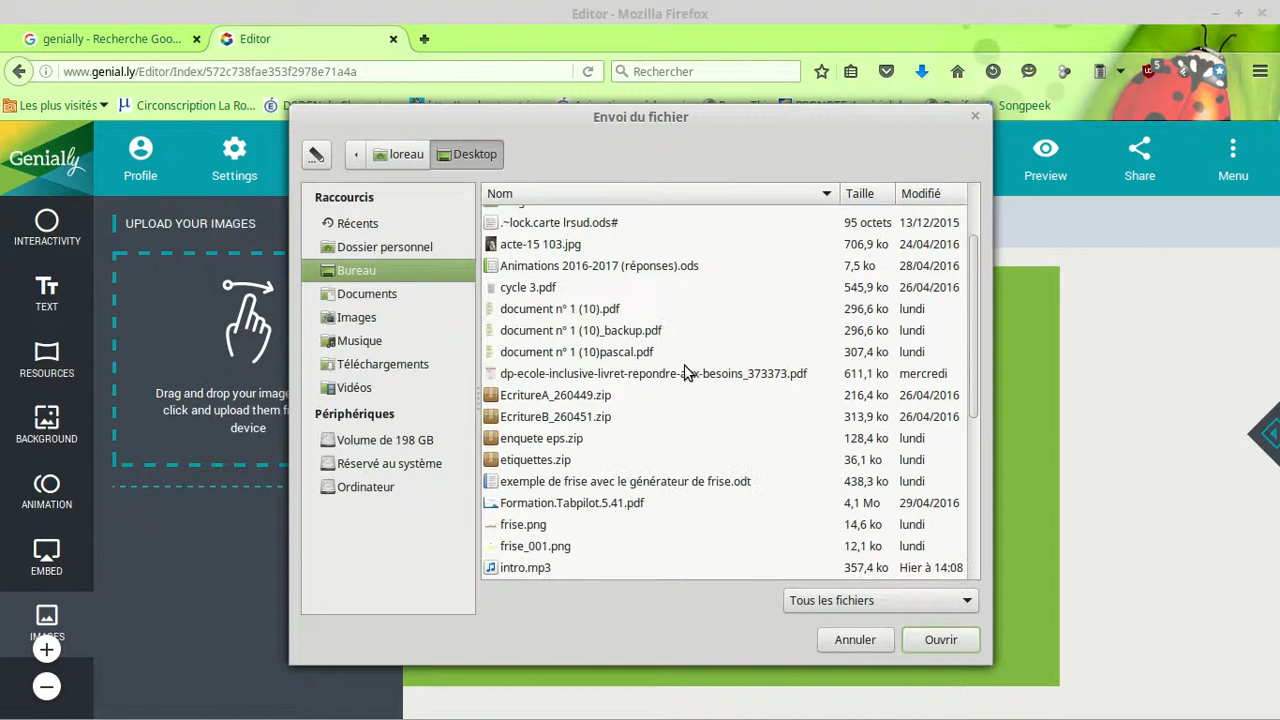 Editor - Mozilla Firefox
genially - Recherche Goo...
Editor
www.genial.ly/Editor/Index/572c738fae353f2978e71a4a
Rechercher
5
Les plus visités
Circonscription La Ro...
Songpeek
Envoi du fichier
Genially
Profile
Settings
Preview
Share
Menu
loreau
Desktop
INTERACTIVITY
TEXT
RESOURCES
BACKGROUND
ANIMATION
EMBED
IMAGES
UPLOAD YOUR IMAGES
Drag and drop your image
click and upload them f
device
Raccourcis
Récents
Dossier personnel
Bureau
Documents
Images
Musique
Téléchargements
Vidéos
Périphériques
Volume de 198 GB
Réservé au système
Ordinateur
Nom Taille Modifié
.~lock.carte lrsud.ods# 95 octets 13/12/2015
acte-15 103.jpg 706,9 ko 24/04/2016
Animations 2016-2017 (réponses).ods 7,5 ko 28/04/2016
cycle 3.pdf 545,9 ko 26/04/2016
document n° 1 (10).pdf 296,6 ko lundi
document n° 1 (10)_backup.pdf 296,6 ko lundi
document n° 1 (10)pascal.pdf 307,4 ko lundi
dp-ecole-inclusive-livret-repondre-aux-besoins_373373.pdf 611,1 ko mercredi
EcritureA_260449.zip 216,4 ko 26/04/2016
EcritureB_260451.zip 313,9 ko 26/04/2016
enquete eps.zip 128,4 ko lundi
etiquettes.zip 36,1 ko lundi
exemple de frise avec le générateur de frise.odt 438,3 ko lundi
Formation.Tabpilot.5.41.pdf 4,1 Mo 29/04/2016
frise.png 14,6 ko lundi
frise_001.png 12,1 ko lundi
intro.mp3 357,4 ko Hier à 14:08
Tous les fichiers
Annuler
Ouvrir